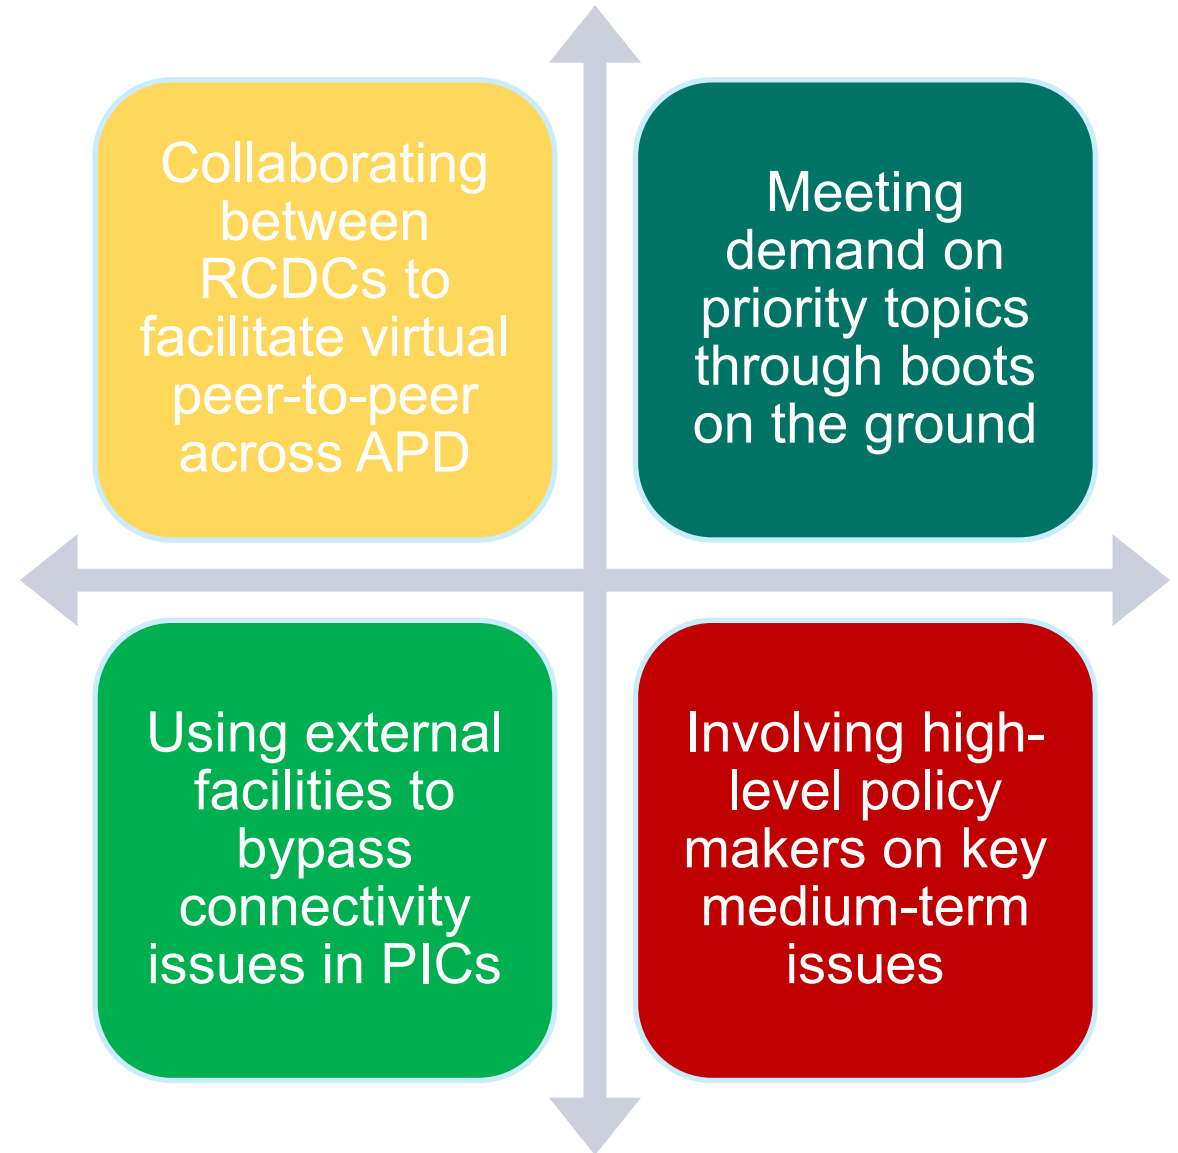 Collaborating
between
RCDCs to
facilitate virtual
peer-to-peer
across APD
Meeting
demand on
priority topics
through boots
on the ground
Using external
facilities to
bypass
connectivity
issues in PICs
Involving high-
level policy
makers on key
medium-term
issues